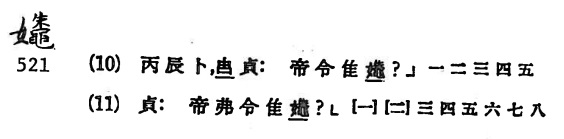 521
(10) 丙辰卜, 貞: 帝令隹 ?」一二三四五
(11) 貞: 帝弗令隹 ?﹂〔一〕〔二〕三四五六七八